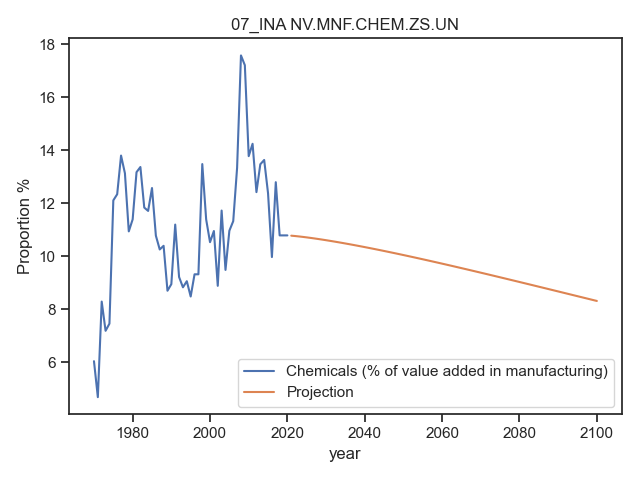 07_INA NV.MNF.CHEM.ZS.UN
Proportion %
18
16
14
12
10
8
6
Chemicals (% of value added in manufacturing)
Projection
1980 2000 2020 2040 2060 2080 2100
year